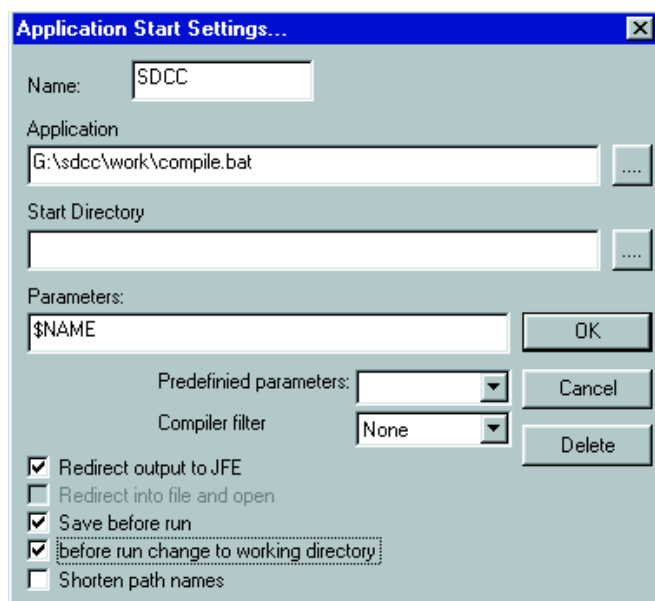 Application Start Settings...
Name: SDCC
Application
G:\sdcc\work\compile.bat
....
Start Directory
....
Parameters:
$NAME
OK
Predefinied parameters:
Cancel
Compiler filter
None
Delete
Redirect output to JFE
Redirect into file and open
Save before run
before run change to working directory
Shorten path names